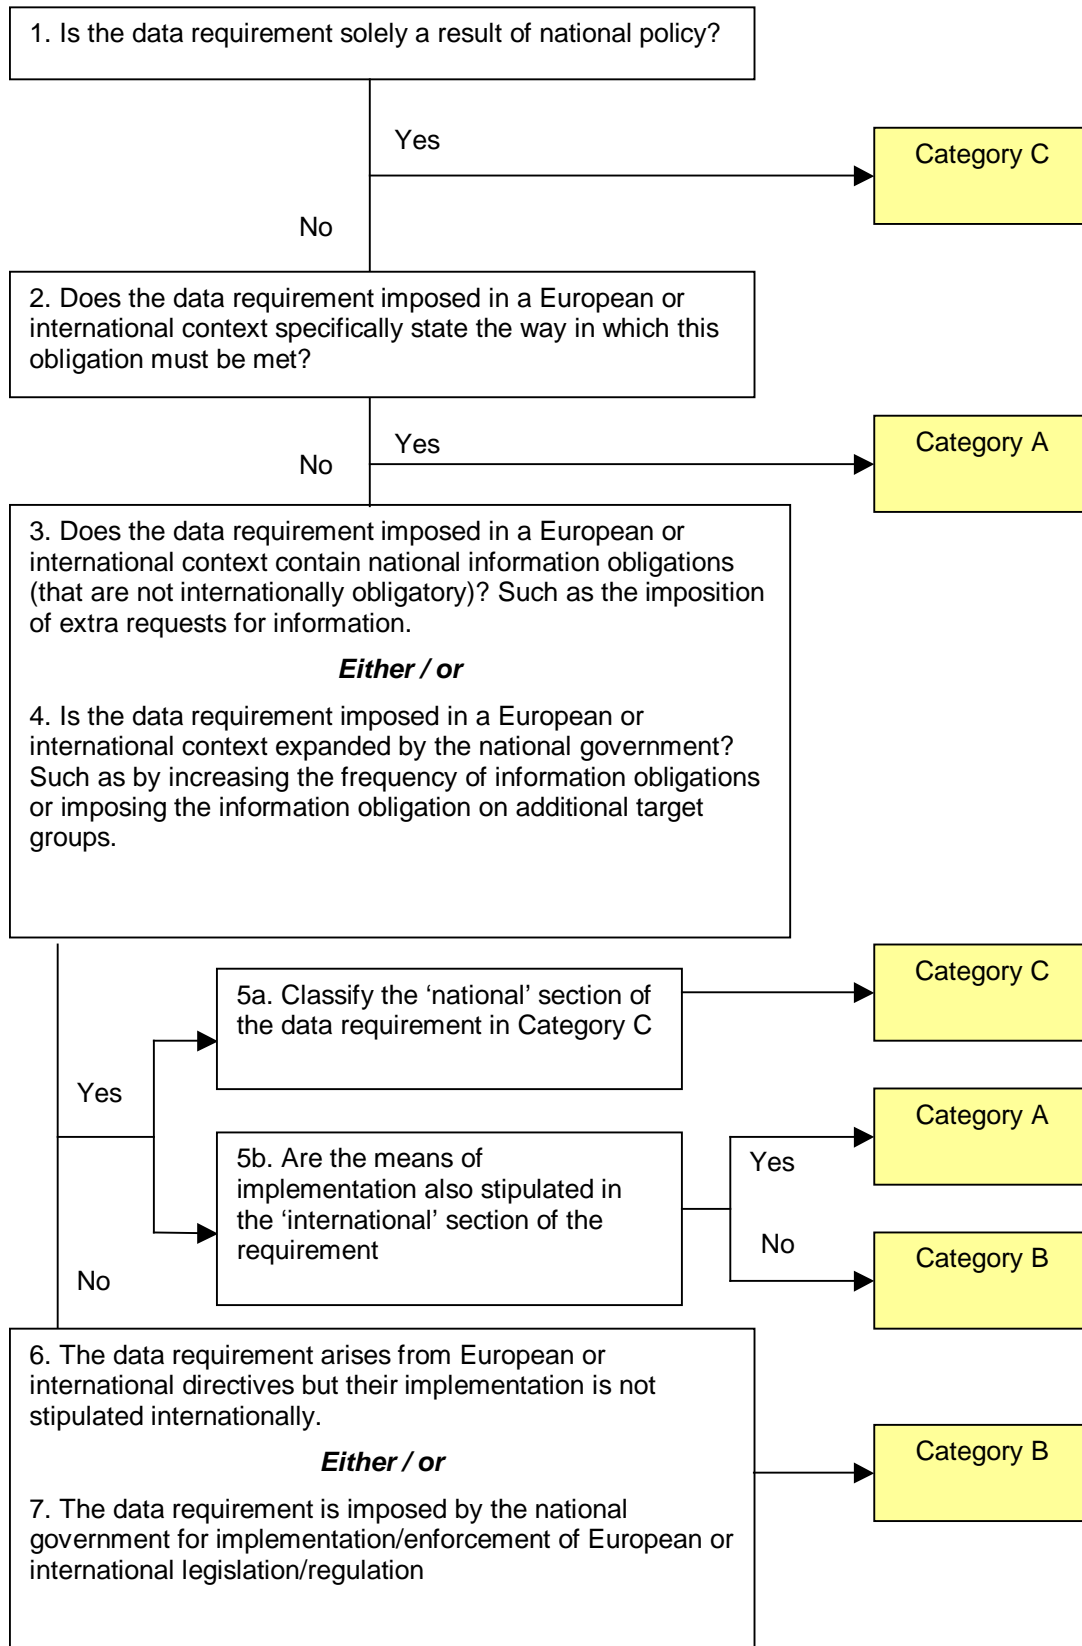 1. Is the data requirement solely a result of national policy?
Yes
Category C
No
2. Does the data requirement imposed in a European or
international context specifically state the way in which this
obligation must be met?
Yes
Category A
No
3. Does the data requirement imposed in a European or
international context contain national information obligations
(that are not internationally obligatory)? Such as the imposition
of extra requests for information.
Either / or
4. Is the data requirement imposed in a European or
international context expanded by the national government?
Such as by increasing the frequency of information obligations
or imposing the information obligation on additional target
groups.
Yes
5a. Classify the ‘national’ section of
the data requirement in Category C
Category C
5b. Are the means of
implementation also stipulated in
the ‘international’ section of the
requirement
Yes
Category A
No
Category B
No
6. The data requirement arises from European or
international directives but their implementation is not
stipulated internationally.
Either / or
7. The data requirement is imposed by the national
government for implementation/enforcement of European or
international legislation/regulation
Category B